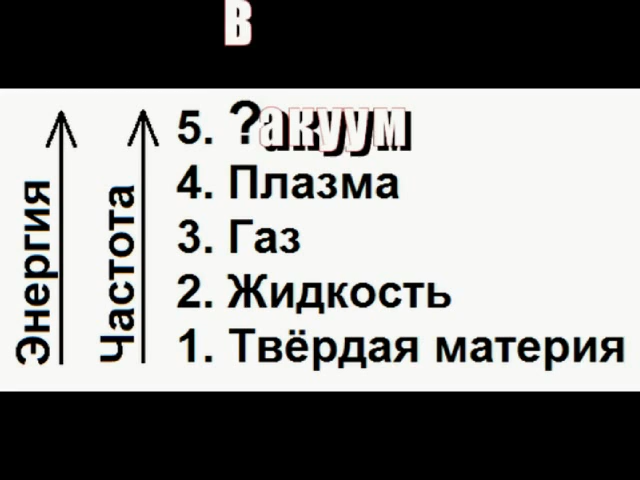 В
5. ?акуум
4. Плазма
3. Газ
2. Жидкость
1. Твёрдая материя
Энергия
Частота